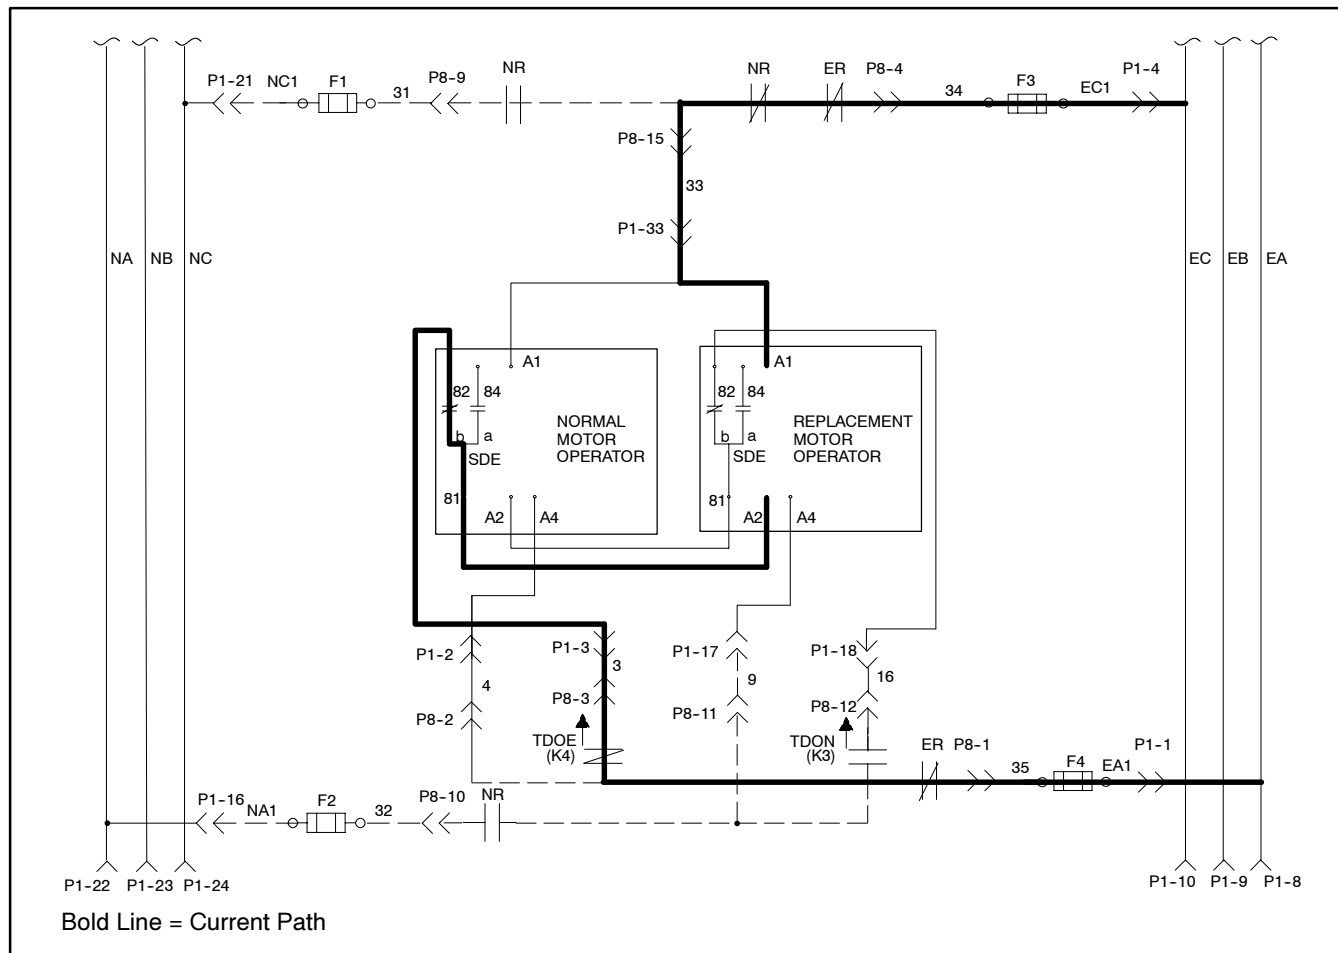 P1-21 NC1 F1 31 P8-9 NR NR ER P8-4 34 F3 EC1 P1-4
P8-15
33
P1-33
NA NB NC EC EB EA
A1 A1
82 84 82 84
NORMAL
MOTOR
OPERATOR
REPLACEMENT
MOTOR
OPERATOR
b a b a
SDE SDE
81 81
A2 A4 A2 A4
P1-2 P1-3 P1-17 P1-18
4 3 9 16
P8-2 P8-3 P8-11 P8-12
TDOE
(K4)
TDON
(K3)
ER P8-1 35 F4 EA1 P1-1
P1-16 NA1 F2 32 P8-10 NR
P1-22 P1-23 P1-24 P1-10 P1-9 P1-8
Bold Line = Current Path